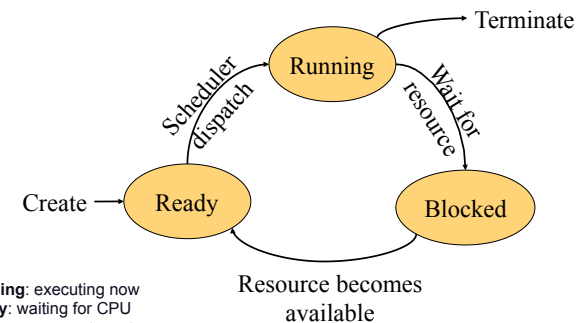 Terminate
Running
Scheduler
dispatch
Wait for
resource
Create
Ready
Blocked
Resource becomes
available
ing: executing now
y: waiting for CPU